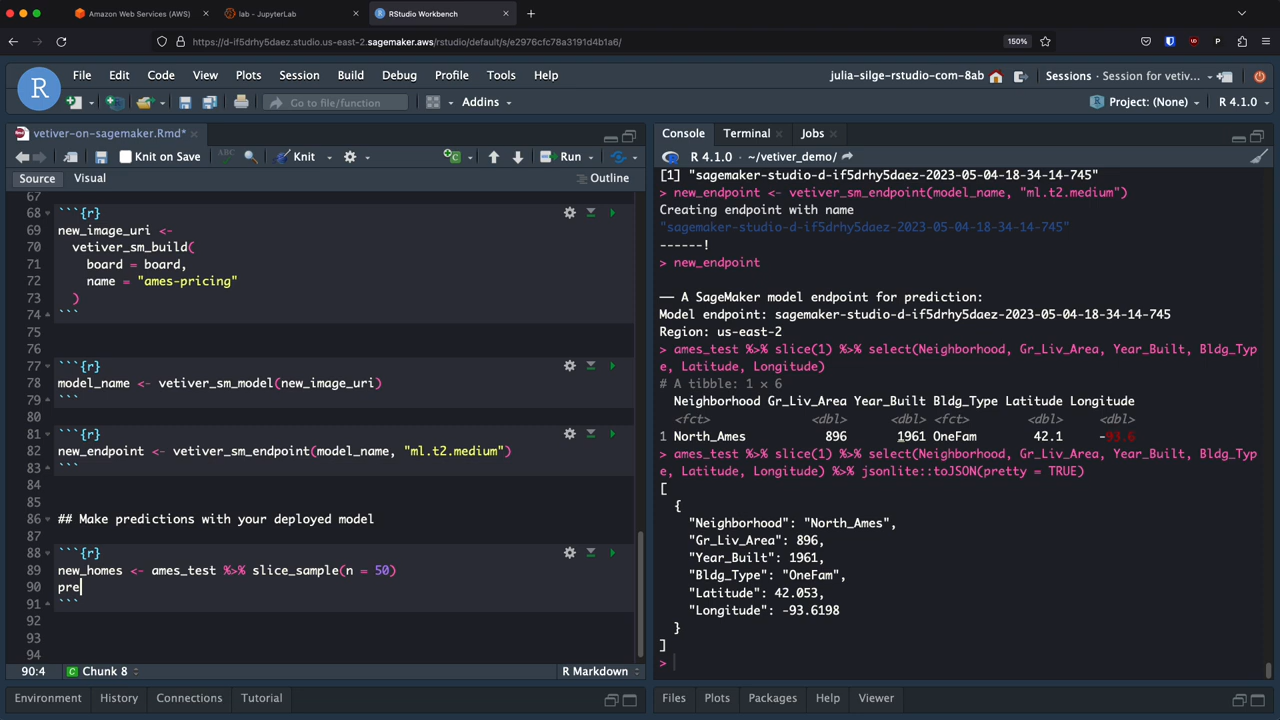 Amazon Web Services (AWS)
lab - JupyterLab
RStudio Workbench
https://d-if5drhy5daez.studio.us-east-2.sagemaker.aws/rstudio/default/s/e2976cfc78a3191d4b1a6/
150%
R
File Edit Code View Plots Session Build Debug Profile Tools Help
julia-silge-rstudio-com-8ab
Sessions
Session for vetiv...
Go to file/function
Addins
Project: (None)
R 4.1.0
vetiver-on-sagemaker.Rmd*
Knit on Save
ABC
Knit
Run
Source
Visual
Outline
67
68 ```{r}
69 new_image_uri <-
70 vetiver_sm_build(
71 board = board,
72 name = "ames-pricing"
73 )
74 ```
75
76
77 ```{r}
78 model_name <- vetiver_sm_model(new_image_uri)
79 ```
80
81 ```{r}
82 new_endpoint <- vetiver_sm_endpoint(model_name, "ml.t2.medium")
83 ```
84
85
86 ## Make predictions with your deployed model
87
88 ```{r}
89 new_homes <- ames_test %>% slice_sample(n = 50)
90 pre
91 ```
92
93
94
90:4
C Chunk 8
R Markdown
Environment History Connections Tutorial
Console Terminal Jobs
R 4.1.0 · ~/vetiver_demo/
[1] "sagemaker-studio-d-if5drhy5daez-2023-05-04-18-34-14-745"
> new_endpoint <- vetiver_sm_endpoint(model_name, "ml.t2.medium")
Creating endpoint with name
"sagemaker-studio-d-if5drhy5daez-2023-05-04-18-34-14-745"
------!
> new_endpoint
── A SageMaker model endpoint for prediction:
Model endpoint: sagemaker-studio-d-if5drhy5daez-2023-05-04-18-34-14-745
Region: us-east-2
> ames_test %>% slice(1) %>% select(Neighborhood, Gr_Liv_Area, Year_Built, Bldg_Typ
e, Latitude, Longitude)
# A tibble: 1 × 6
Neighborhood Gr_Liv_Area Year_Built Bldg_Type Latitude Longitude
<fct> <dbl> <dbl> <fct> <dbl> <dbl>
1 North_Ames 896 1961 OneFam 42.1 -93.6
> ames_test %>% slice(1) %>% select(Neighborhood, Gr_Liv_Area, Year_Built, Bldg_Typ
e, Latitude, Longitude) %>% jsonlite::toJSON(pretty = TRUE)
[
{
"Neighborhood": "North_Ames",
"Gr_Liv_Area": 896,
"Year_Built": 1961,
"Bldg_Type": "OneFam",
"Latitude": 42.053,
"Longitude": -93.6198
}
]
>
Files Plots Packages Help Viewer